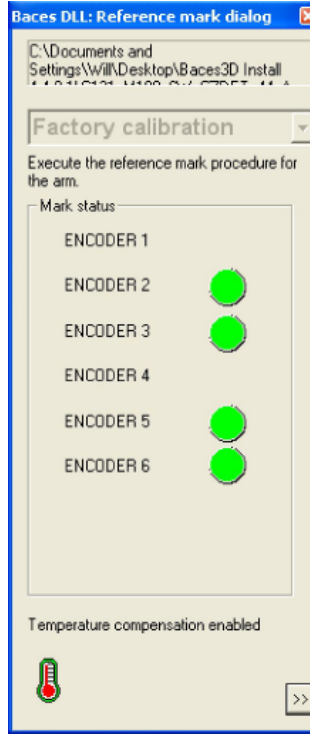 Baces DLL: Reference mark dialog
C:\Documents and
Settings\Will\Desktop\Baces3D Install
Factory calibration
Execute the reference mark procedure for
the arm.
Mark status
ENCODER 1
ENCODER 2
ENCODER 3
ENCODER 4
ENCODER 5
ENCODER 6
Temperature compensation enabled
>>